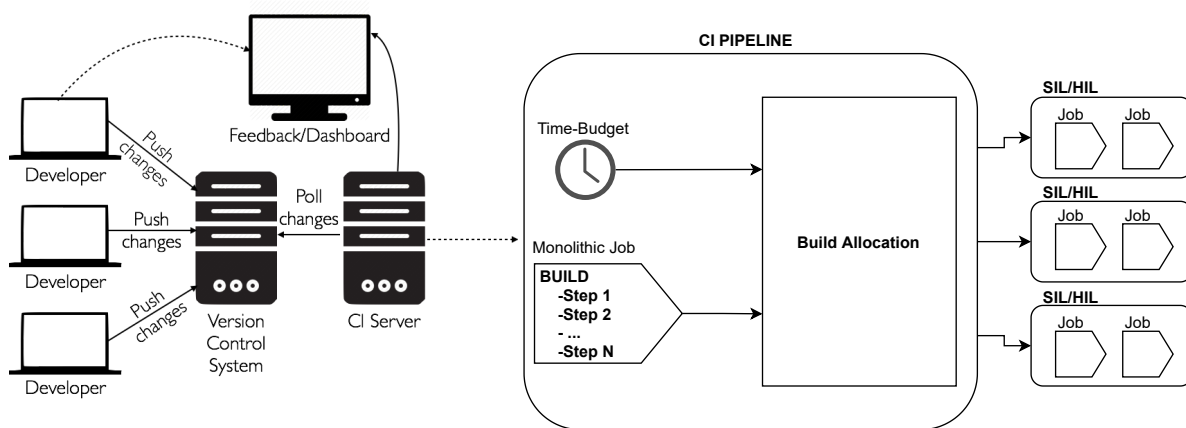 Feedback/Dashboard
Developer
Push
changes
Developer
Push
changes
Developer
Push
changes
Version
Control
System
Poll
changes
CI Server
CI PIPELINE
Time-Budget
Monolithic Job
BUILD
-Step 1
-Step 2
- ...
-Step N
Build Allocation
SIL/HIL
Job Job
SIL/HIL
Job Job
SIL/HIL
Job Job